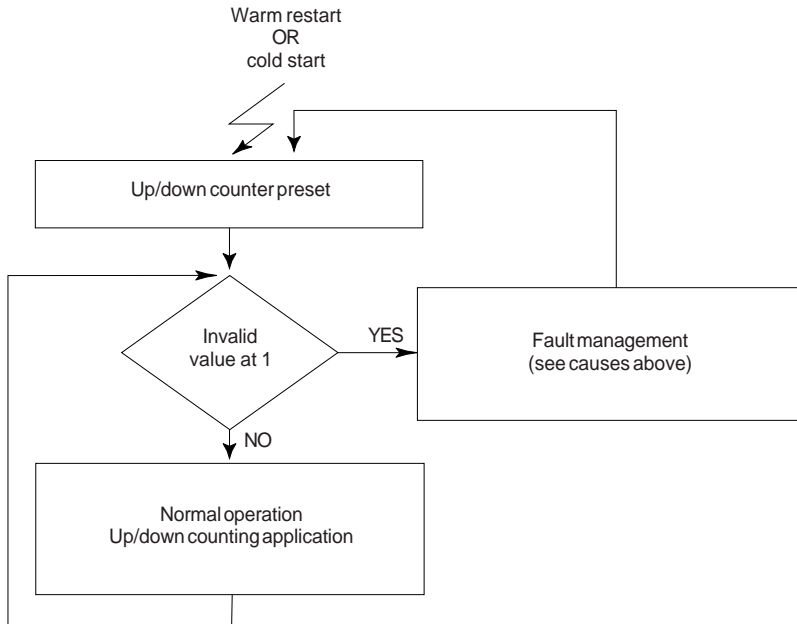 Warm restart
OR
cold start
Up/down counter preset
Invalid
value at 1
YES
Fault management
(see causes above)
NO
Normal operation
Up/down counting application